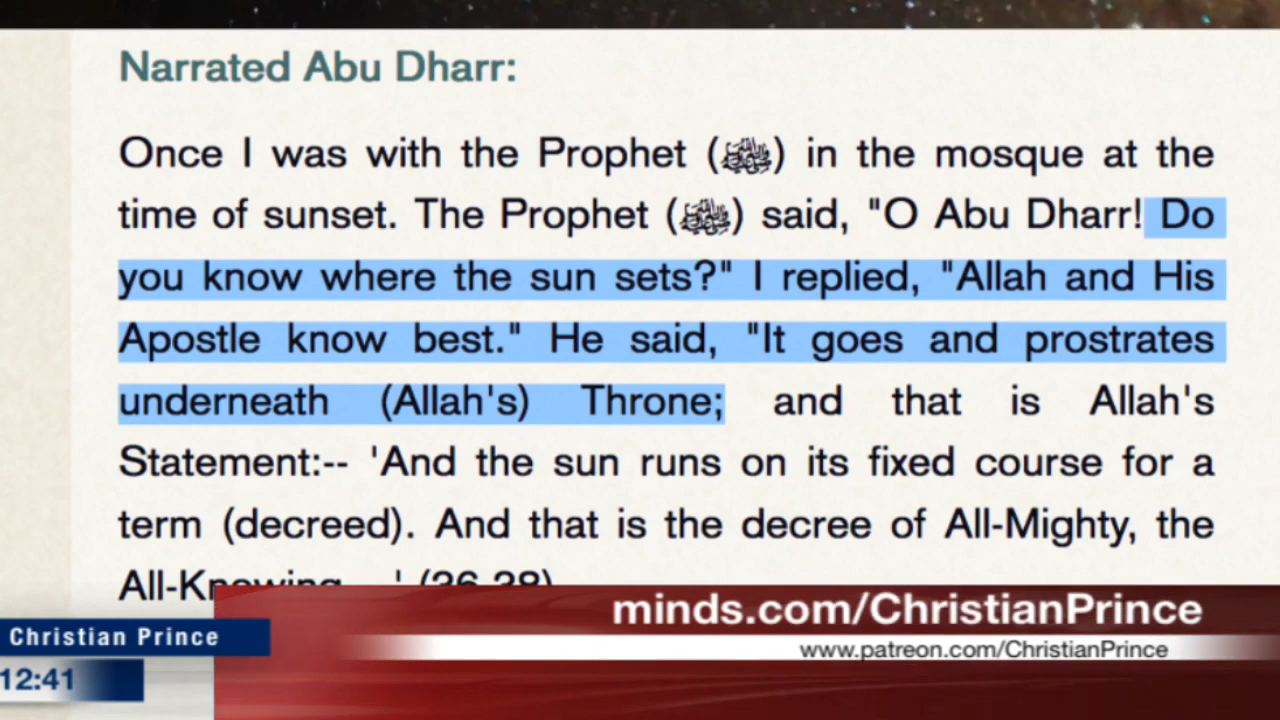 Narrated Abu Dharr:
Once I was with the Prophet (ﷺ) in the mosque at the
time of sunset. The Prophet (ﷺ) said, "O Abu Dharr! Do
you know where the sun sets?" I replied, "Allah and His
Apostle know best." He said, "It goes and prostrates
underneath (Allah's) Throne; and that is Allah's
Statement:-- 'And the sun runs on its fixed course for a
term (decreed). And that is the decree of All-Mighty, the
All-Knowing....' (36.38)
minds.com/ChristianPrince
Christian Prince
www.patreon.com/ChristianPrince
12:41